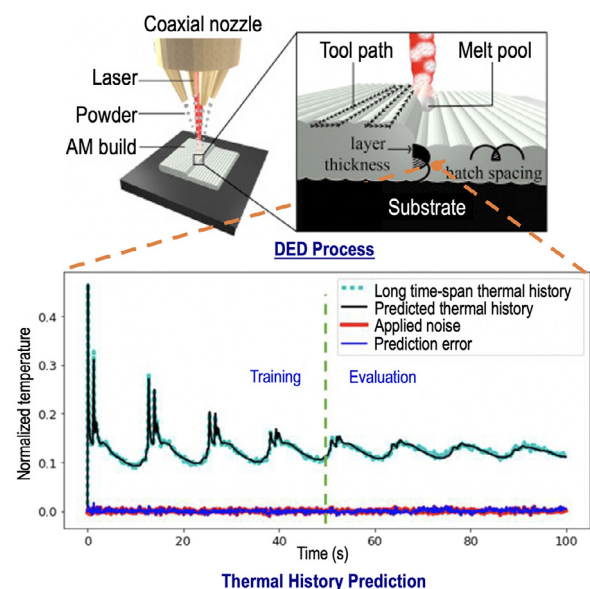 Coaxial nozzle
Laser
Powder
AM build
Tool path
Melt pool
layer
thickness
hatch spacing
Substrate
DED Process
Long time-span thermal history
Predicted thermal history
Applied noise
Prediction error
Training
Evaluation
Normalized temperature
0.4
0.3
0.2
0.1
0.0
0
20
40
60
80
100
Time (s)
Thermal History Prediction